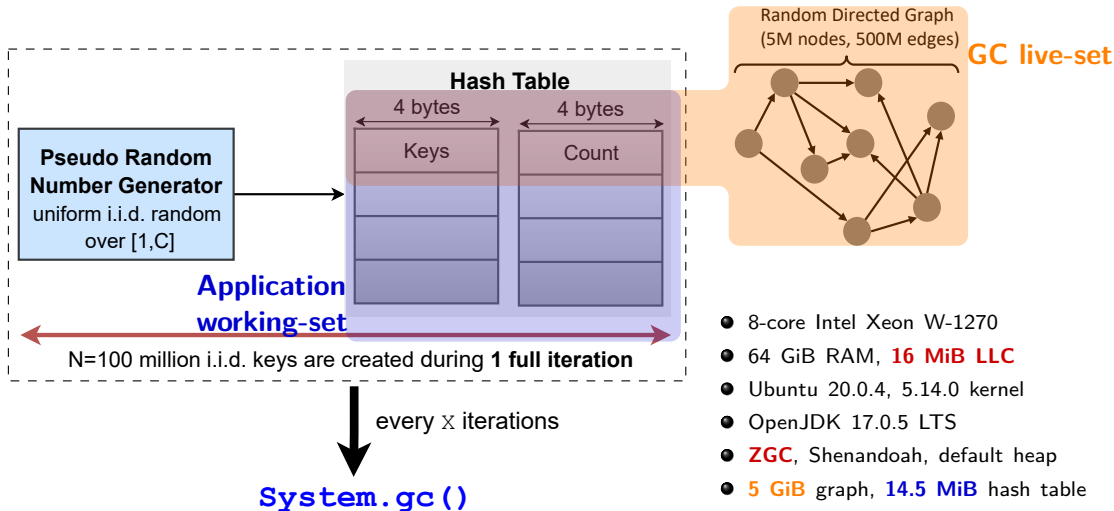 Random Directed Graph
(5M nodes, 500M edges)
GC live-set
Hash Table
4 bytes
4 bytes
Keys
Count
Pseudo Random
Number Generator
uniform i.i.d. random
over [1,C]
Application
working-set
N=100 million i.i.d. keys are created during 1 full iteration
every X iterations
System.gc()
8-core Intel Xeon W-1270
64 GiB RAM, 16 MiB LLC
Ubuntu 20.0.4, 5.14.0 kernel
OpenJDK 17.0.5 LTS
ZGC, Shenandoah, default heap
5 GiB graph, 14.5 MiB hash table